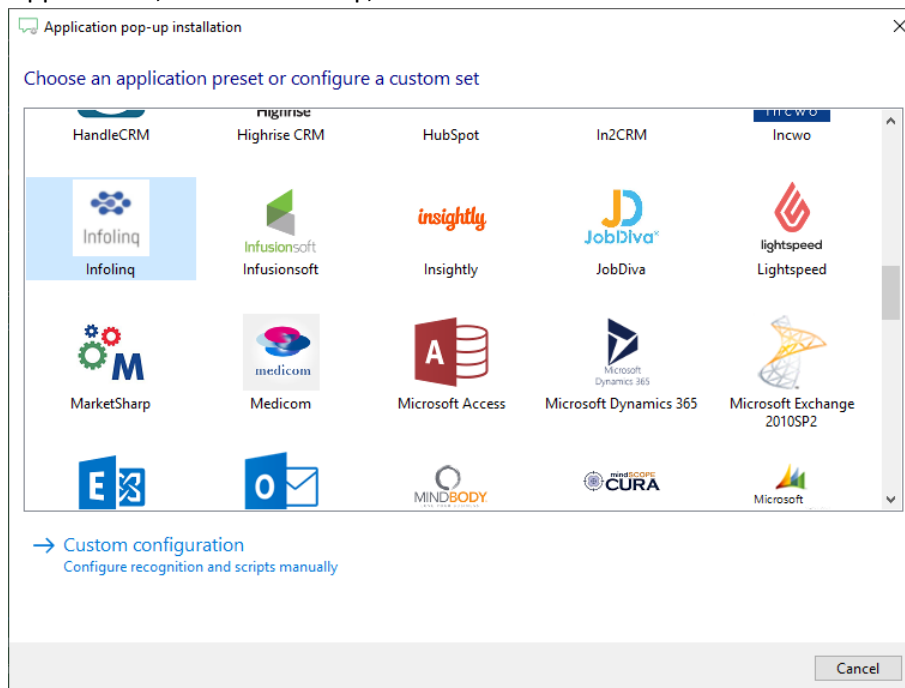 Application pop-up installation
Choose an application preset or configure a custom set
Highrise
HandleCRM
Highrise CRM
HubSpot
In2CRM
Incwo
Infolinq
Infusionsoft
insightly
JobDiva
lightspeed
Infolinq
Infusionsoft
Insightly
JobDiva
Lightspeed
M
medicom
A
Microsoft
Dynamics 365
MarketSharp
Medicom
Microsoft Access
Microsoft Dynamics 365
Microsoft Exchange
2010SP2
E
O
MINDBODY
mindSCOPE
CURA
Microsoft
Custom configuration
Configure recognition and scripts manually
Cancel